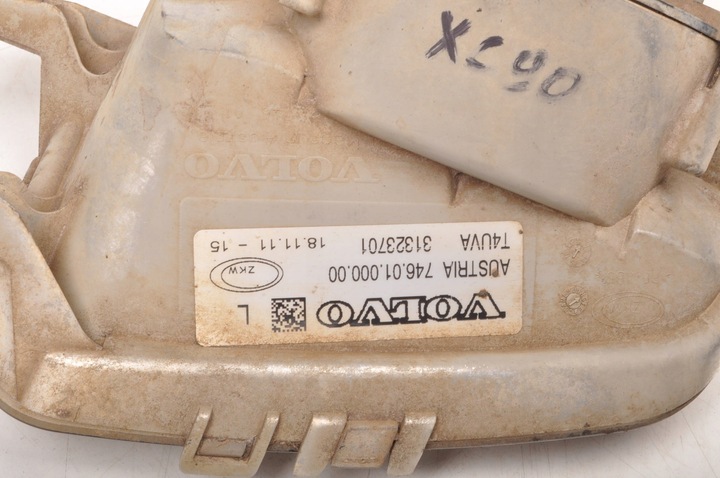 XC90
VOLVO
VOLVO
L
AUSTRIA 746.01.000.00
ZKW
T4UVA 31323701 18.11.11 - 15